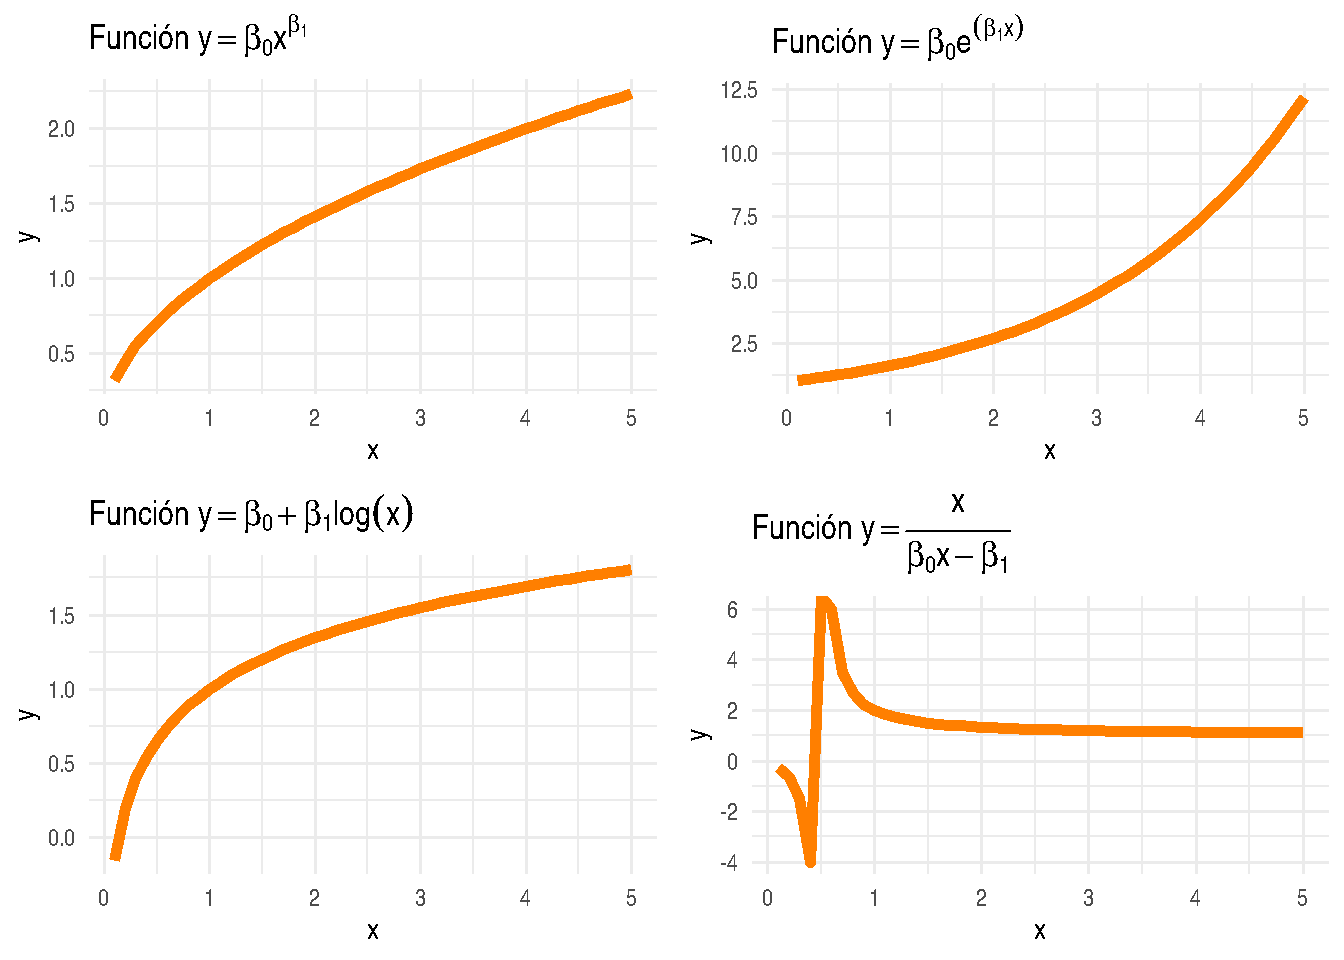 Función y = β₀x^β₁
2.0
1.5
1.0
0.5
y
0 1 2 3 4 5
x
Función y = β₀e^(β₁x)
12.5
10.0
7.5
5.0
2.5
y
0 1 2 3 4 5
x
Función y = β₀ + β₁log(x)
1.5
1.0
0.5
0.0
y
0 1 2 3 4 5
x
x
Función y = 
β₀x − β₁
6
4
2
0
-2
-4
y
0 1 2 3 4 5
x